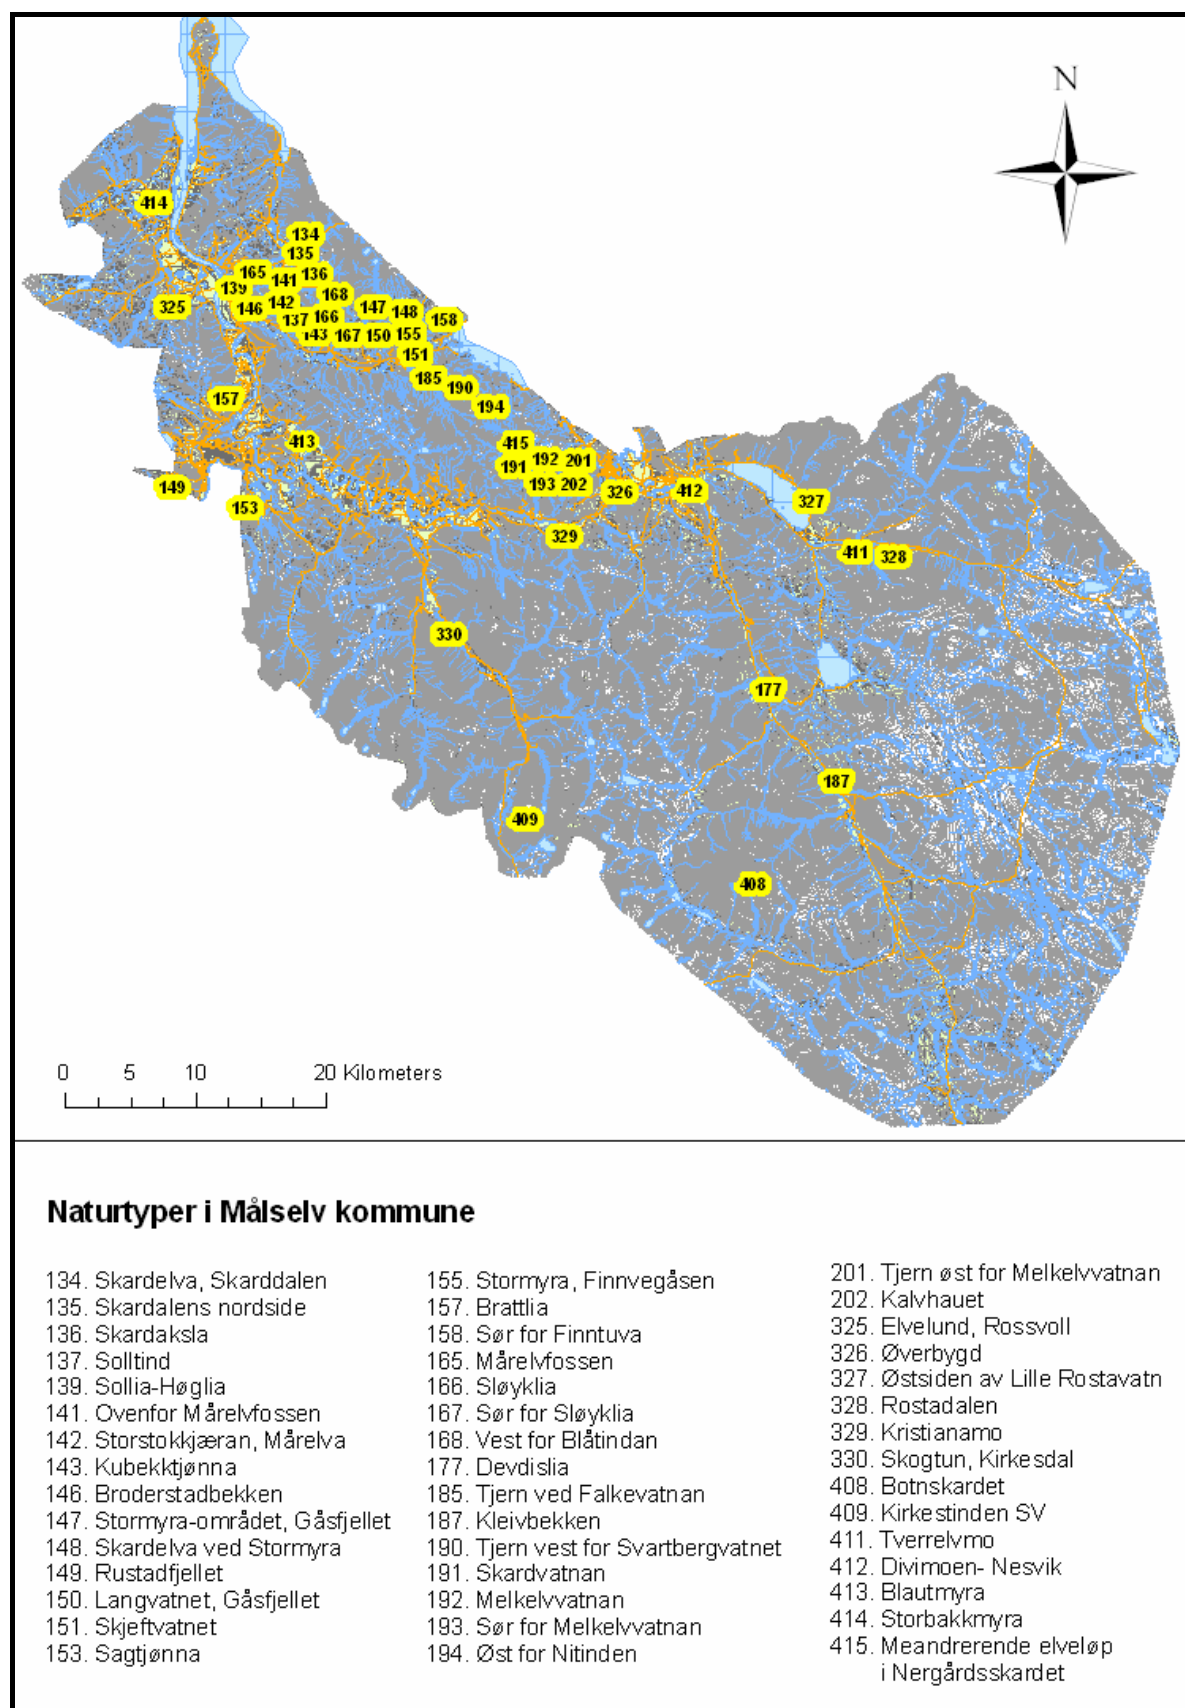 N
414
134
135
165
141
136
139
168
325
146
142
147
148
137
166
158
143
167
150
155
151
185
157
190
194
413
415
192
201
191
149
193
202
326
412
153
327
329
411
328
330
177
187
409
408
0 5 10 20 Kilometers
Naturtyper i Målselv kommune
134. Skardelva, Skarddalen
135. Skardalens nordside
136. Skardaksla
137. Solltind
139. Sollia-Høglia
141. Ovenfor Mårelvfossen
142. Storstokkjæran, Mårelva
143. Kubekktjønna
146. Broderstadbekken
147. Stormyra-området, Gåsfjellet
148. Skardelva ved Stormyra
149. Rustadfjellet
150. Langvatnet, Gåsfjellet
151. Skjeftvatnet
153. Sagtjønna
155. Stormyra, Finnvegåsen
157. Brattlia
158. Sør for Finntuva
165. Mårelvfossen
166. Sløyklia
167. Sør for Sløyklia
168. Vest for Blåtindan
177. Devdislia
185. Tjern ved Falkevatnan
187. Kleivbekken
190. Tjern vest for Svartbergvatnet
191. Skardvatnan
192. Melkelvvatnan
193. Sør for Melkelvvatnan
194. Øst for Nitinden
201. Tjern øst for Melkelvvatnan
202. Kalvhauet
325. Elvelund, Rossvoll
326. Øverbygd
327. Østsiden av Lille Rostavatn
328. Rostadalen
329. Kristianamo
330. Skogtun, Kirkesdal
408. Botnskardet
409. Kirkestinden SV
411. Tverrelvmo
412. Divimoen- Nesvik
413. Blautmyra
414. Storbakkmyra
415. Meandrerende elveløp
i Nergårdsskardet